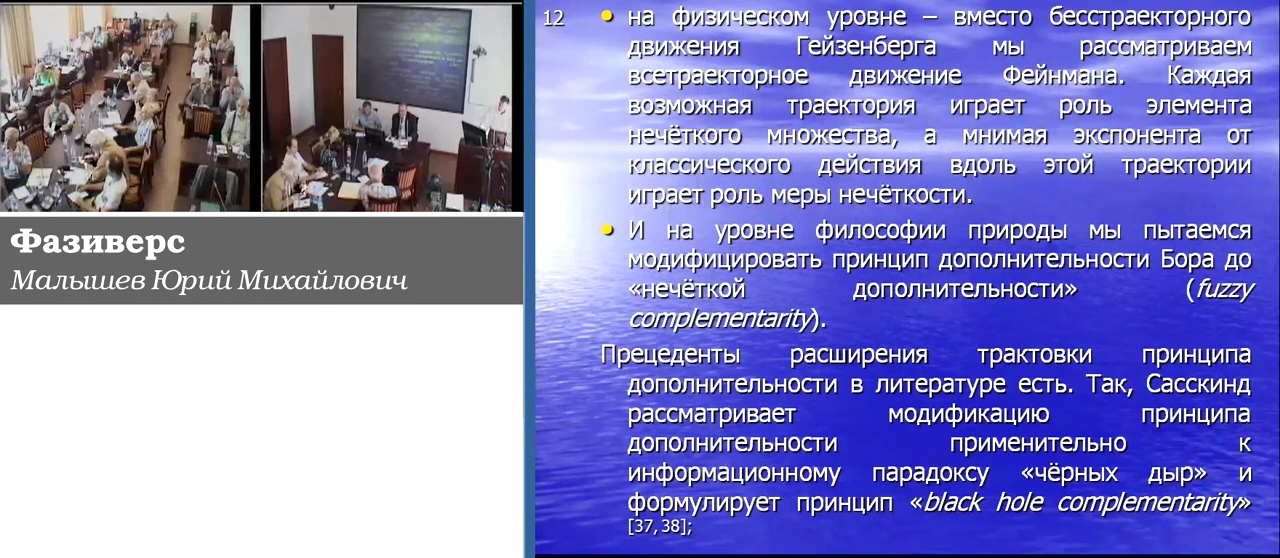 Фазиверс
Малышев Юрий Михайлович
12
на физическом уровне – вместо бесстраекторного
движения Гейзенберга мы рассматриваем
всетраекторное движение Фейнмана. Каждая
возможная траектория играет роль элемента
нечёткого множества, а мнимая экспонента от
классического действия вдоль этой траектории
играет роль меры нечёткости.
И на уровне философии природы мы пытаемся
модифицировать принцип дополнительности Бора до
«нечёткой дополнительности» (fuzzy
complementarity).
Прецеденты расширения трактовки принципа
дополнительности в литературе есть. Так, Сасскинд
рассматривает модификацию принципа
дополнительности применительно к
информационному парадоксу «чёрных дыр» и
формулирует принцип «black hole complementarity»
[37, 38];